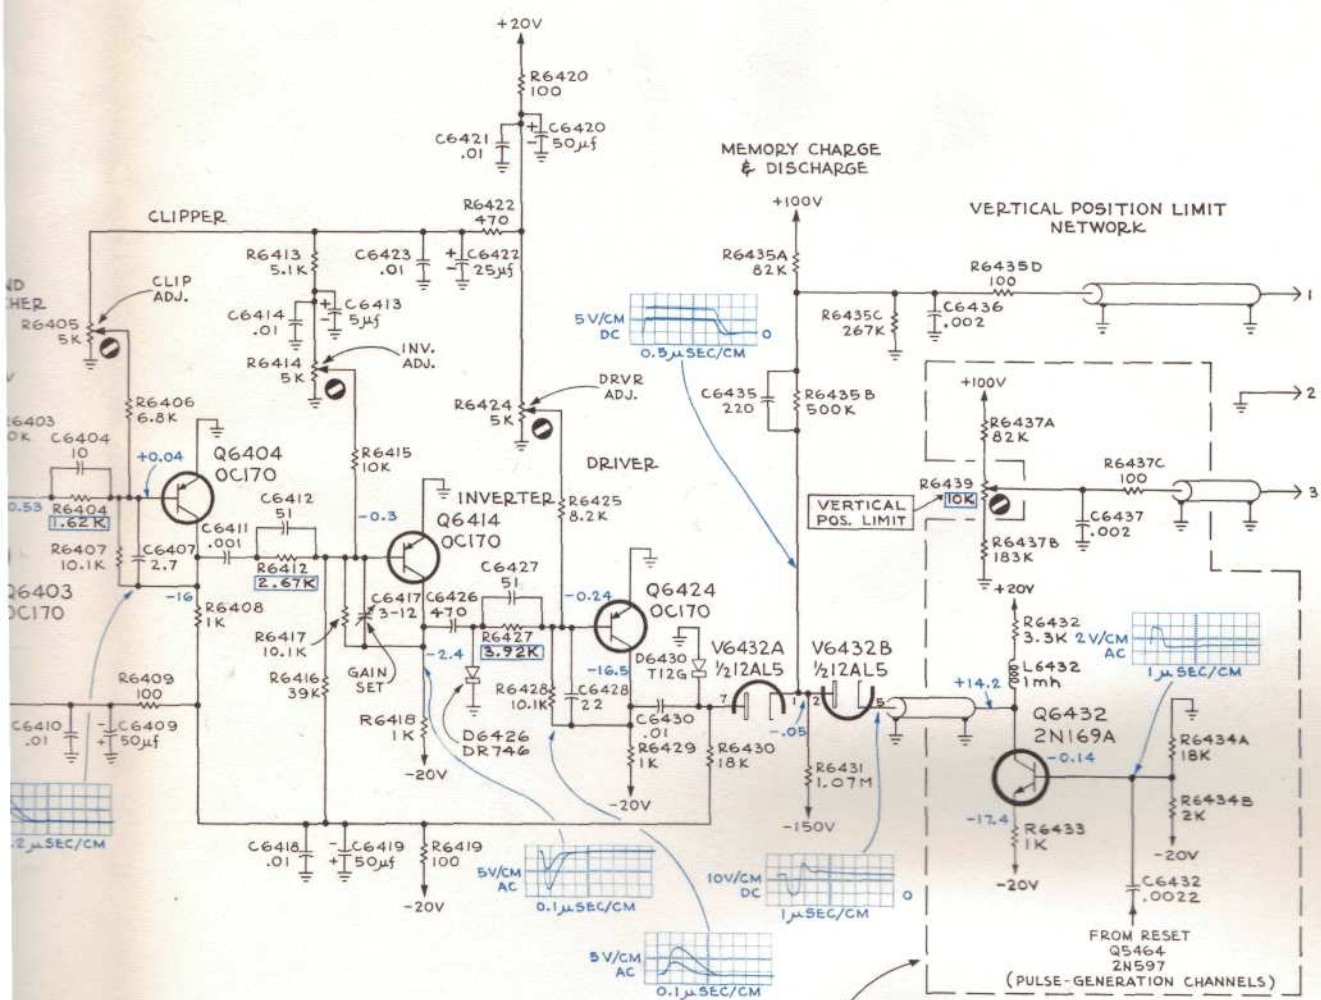 +20V
R6420
100
C6421
.01
+
-
C6420
50µf
MEMORY CHARGE
& DISCHARGE
+100V
VERTICAL POSITION LIMIT
NETWORK
CLIPPER
R6422
470
R6413
5.1K
C6423
.01
+
-
C6422
25µf
R6435A
82K
R6435D
100
1
CLIP
ADJ.
R6405
5K
C6414
.01
+
-
C6413
5µf
5V/CM
DC
0
0.5µSEC/CM
R6435C
267K
C6436
.002
R6414
5K
INV.
ADJ.
DRVR
ADJ.
R6424
5K
C6435
220
R6435B
500K
+100V
2
R6406
6.8K
C6404
10
+0.04
Q6404
OC170
R6415
10K
DRIVER
R6437A
82K
R6437C
100
R6439
10K
3
VERTICAL
POS. LIMIT
R6404
1.62K
C6412
51
-0.3
INVERTER
Q6414
OC170
R6425
8.2K
C6437
.002
R6437B
183K
R6407
10.1K
C6407
2.7
C6411
.001
R6412
2.67K
C6427
51
-0.24
Q6424
OC170
+20V
Q6403
OC170
-16
R6408
1K
C6417
3-12
C6426
470
R6427
3.92K
R6432
3.3K
2V/CM
AC
1µSEC/CM
R6417
10.1K
-2.4
-16.5
D6430
T12G
V6432A
½12AL5
V6432B
½12AL5
L6432
1mh
R6416
39K
GAIN
SET
R6428
10.1K
C6428
22
7
1
2
5
+14.2
-.05
Q6432
2N169A
R6409
100
C6410
.01
-
+
C6409
50µf
R6418
1K
D6426
DR746
C6430
.01
R6429
1K
R6430
18K
R6431
1.07M
-0.14
R6434A
18K
-20V
-20V
-150V
-17.4
R6433
1K
R6434B
2K
-20V
-20V
C6418
.01
-
+
C6419
50µf
R6419
100
-20V
5V/CM
AC
0.1µSEC/CM
10V/CM
DC
0
1µSEC/CM
C6432
.0022
5V/CM
AC
0.1µSEC/CM
FROM RESET
Q5464
2N597
(PULSE-GENERATION CHANNELS)